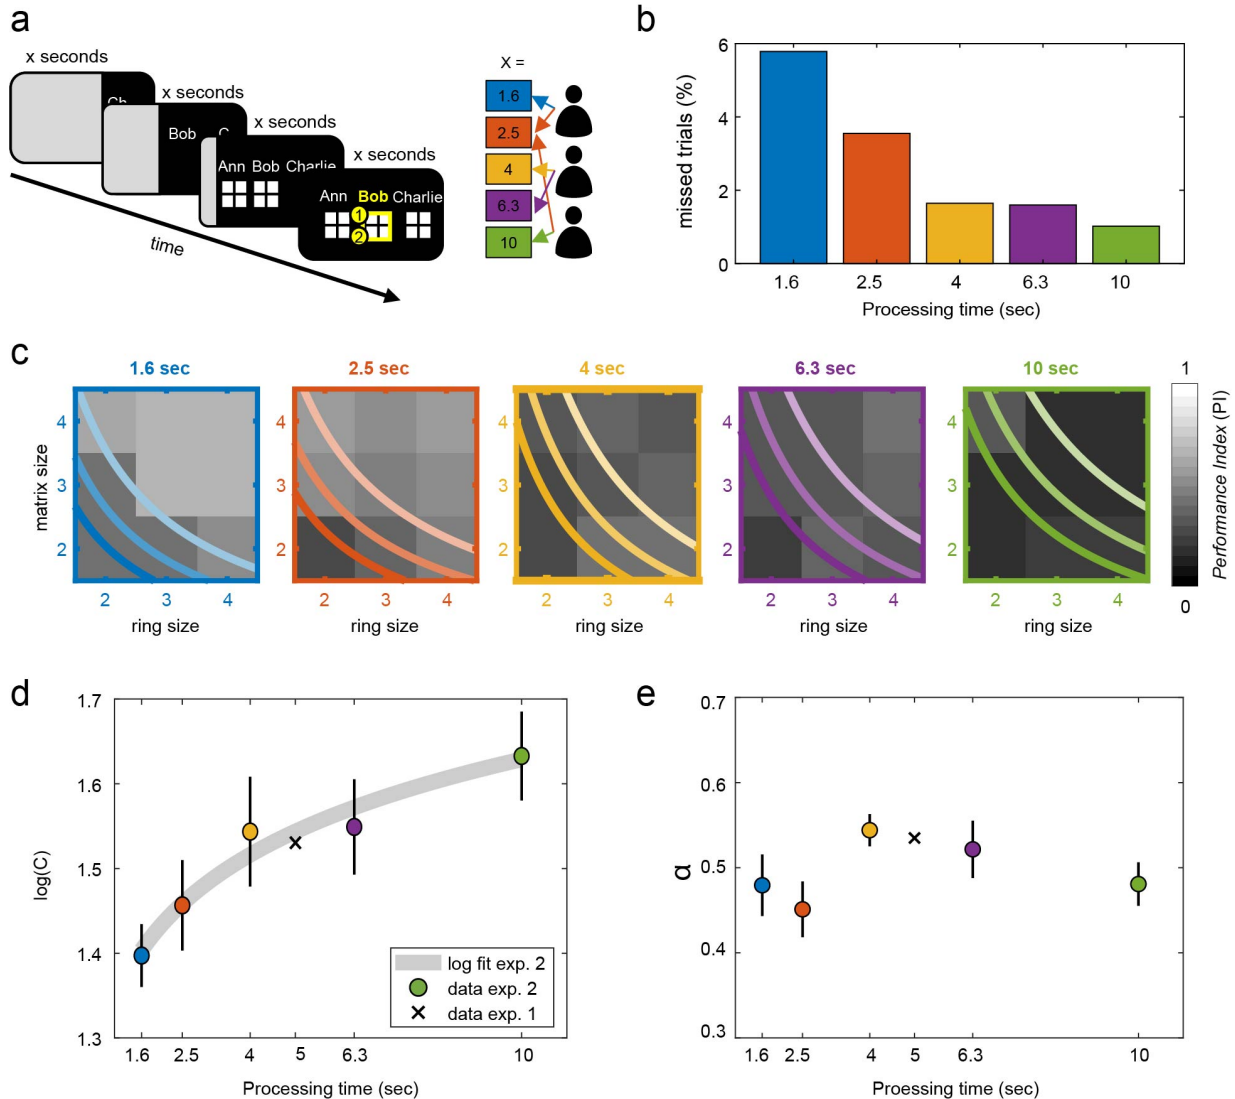 a
x seconds
x seconds
x seconds
x seconds
Ch
Bob C
Ann Bob Charlie
Ann Bob Charlie
1
2
time
X =
1.6
2.5
4
6.3
10
b
missed trials (%)
6
4
2
0
1.6 2.5 4 6.3 10
Processing time (sec)
c
1.6 sec 2.5 sec 4 sec 6.3 sec 10 sec
matrix size
4 4 4 4 4
3 3 3 3 3
2 2 2 2 2
2 3 4 2 3 4 2 3 4 2 3 4 2 3 4
ring size ring size ring size ring size ring size
1
Performance Index (PI)
0
d
log(C)
1.7
1.6
1.5
1.4
1.3
log fit exp. 2
data exp. 2
data exp. 1
1.6 2.5 4 5 6.3 10
Processing time (sec)
e
α
0.7
0.6
0.5
0.4
0.3
1.6 2.5 4 5 6.3 10
Proessing time (sec)